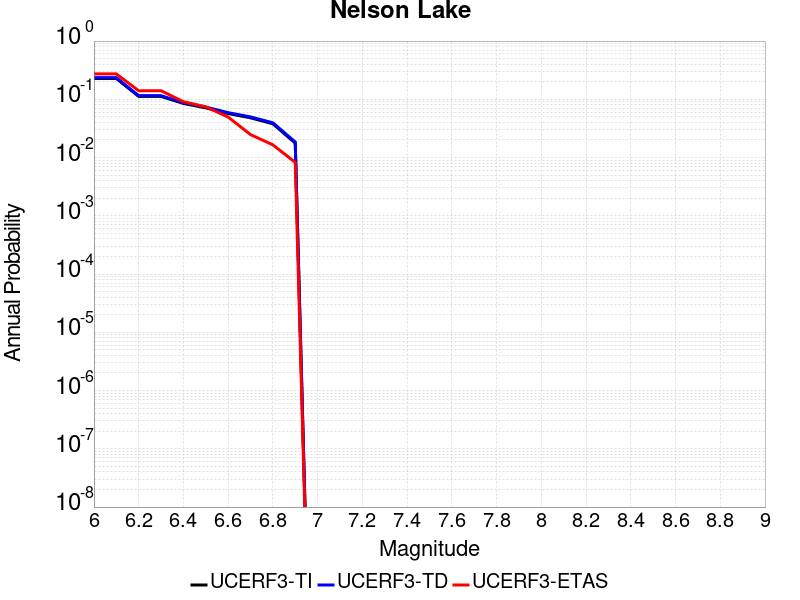 Nelson Lake
10^0
10^-1
10^-2
10^-3
10^-4
10^-5
10^-6
10^-7
10^-8
Annual Probability
6 6.2 6.4 6.6 6.8 7 7.2 7.4 7.6 7.8 8 8.2 8.4 8.6 8.8 9
Magnitude
UCERF3-TI UCERF3-TD UCERF3-ETAS